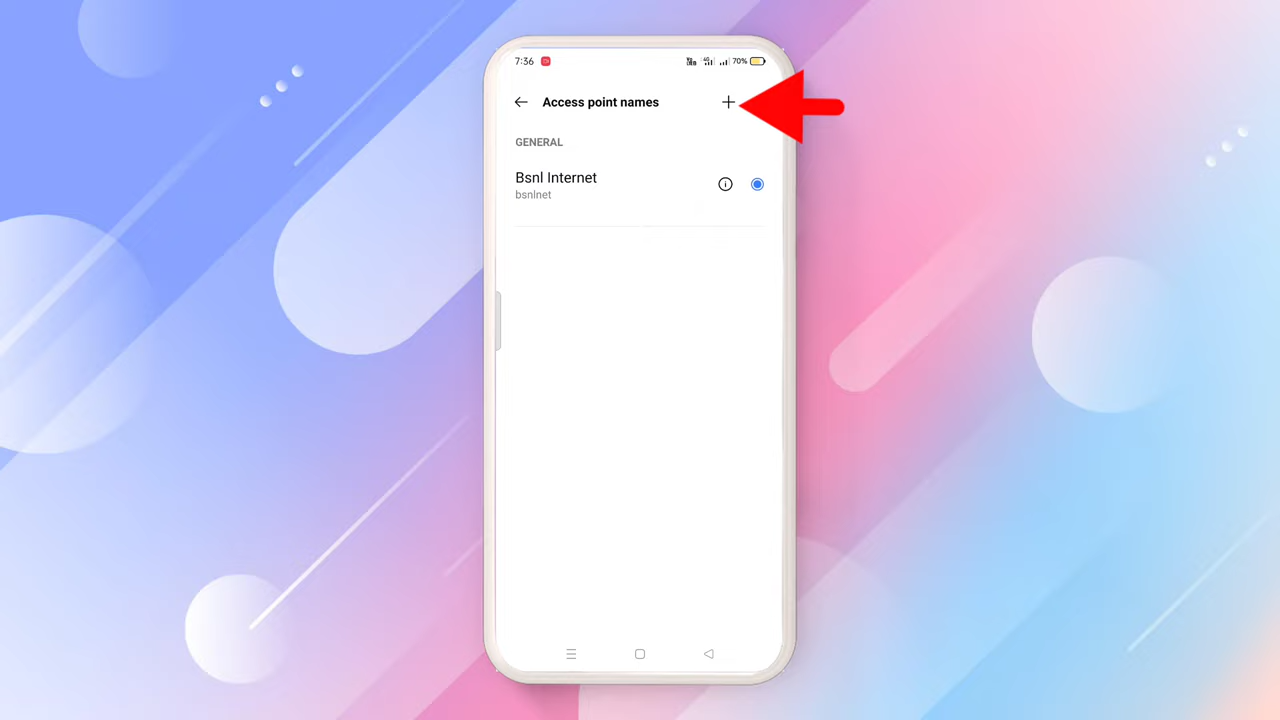 7:36 70%
Access point names
GENERAL
Bsnl Internet
bsnlnet